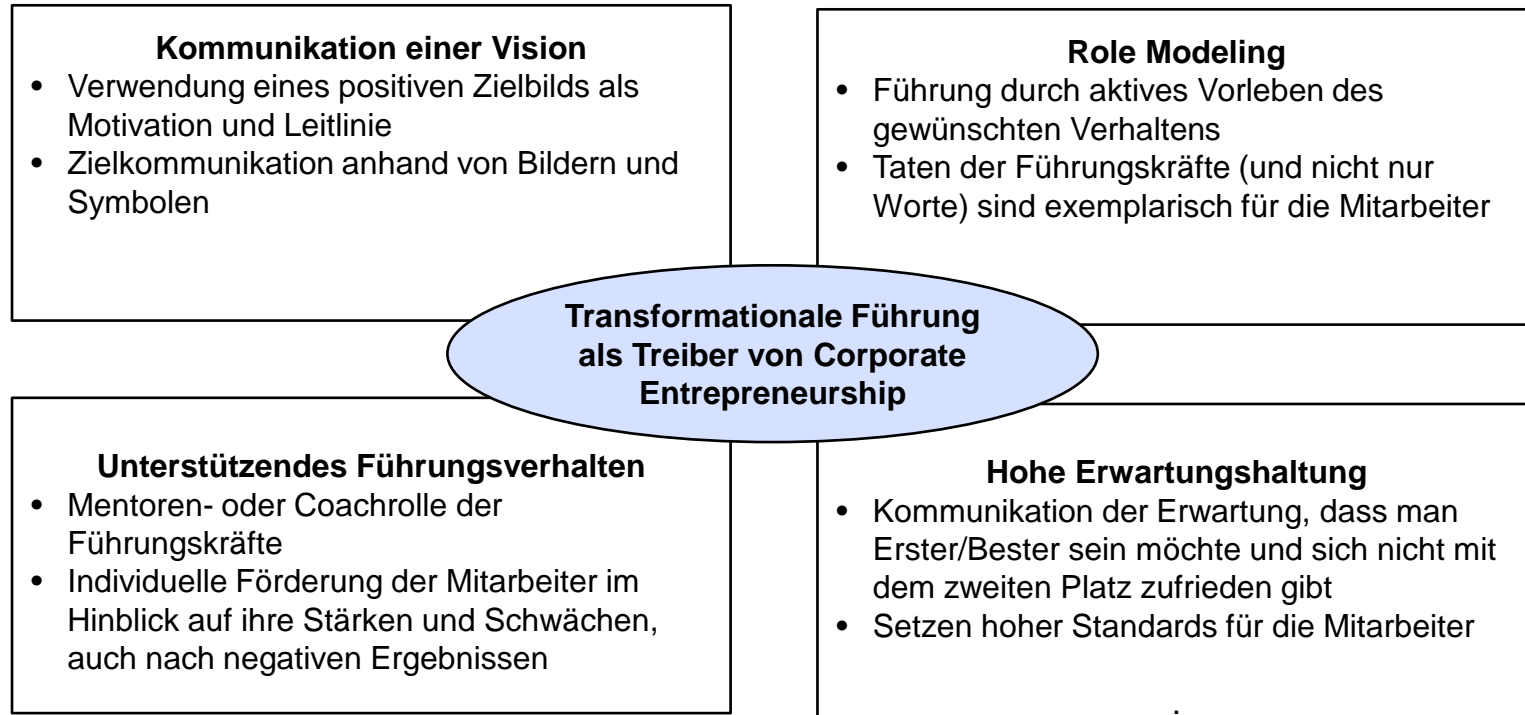 Kommunikation einer Vision
• Verwendung eines positiven Zielbilds als
Motivation und Leitlinie
• Zielkommunikation anhand von Bildern und
Symbolen
Role Modeling
• Führung durch aktives Vorleben des
gewünschten Verhaltens
• Taten der Führungskräfte (und nicht nur
Worte) sind exemplarisch für die Mitarbeiter
Transformationale Führung
als Treiber von Corporate
Entrepreneurship
Unterstützendes Führungsverhalten
• Mentoren- oder Coachrolle der
Führungskräfte
• Individuelle Förderung der Mitarbeiter im
Hinblick auf ihre Stärken und Schwächen,
auch nach negativen Ergebnissen
Hohe Erwartungshaltung
• Kommunikation der Erwartung, dass man
Erster/Bester sein möchte und sich nicht mit
dem zweiten Platz zufrieden gibt
• Setzen hoher Standards für die Mitarbeiter